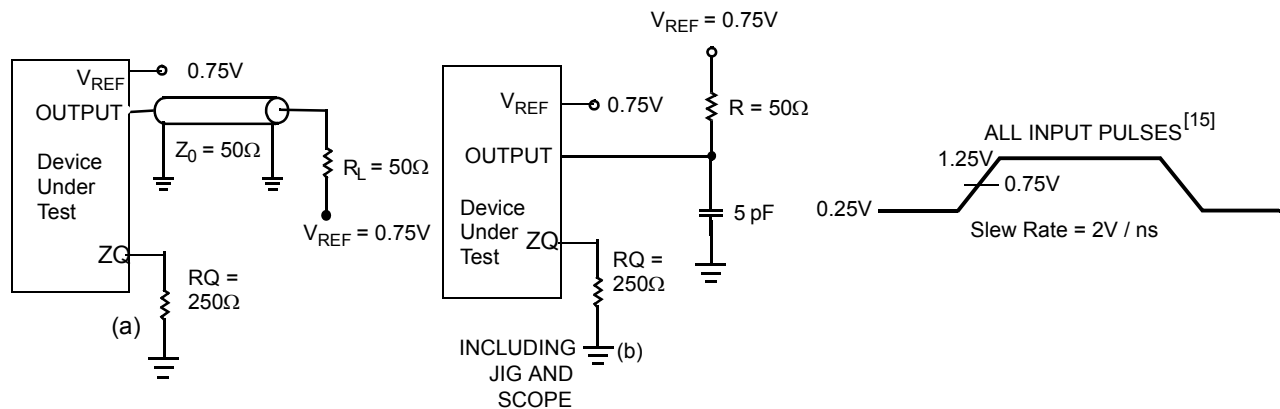 V_REF
0.75V
OUTPUT
Z_0 = 50Ω
Device
Under
Test
R_L = 50Ω
V_REF = 0.75V
ZQ
RQ =
250Ω
(a)
V_REF = 0.75V
R = 50Ω
V_REF
0.75V
OUTPUT
5 pF
Device
Under
Test
ZQ
RQ =
250Ω
INCLUDING
JIG AND
SCOPE
(b)
ALL INPUT PULSES[15]
1.25V
0.75V
0.25V
Slew Rate = 2V / ns